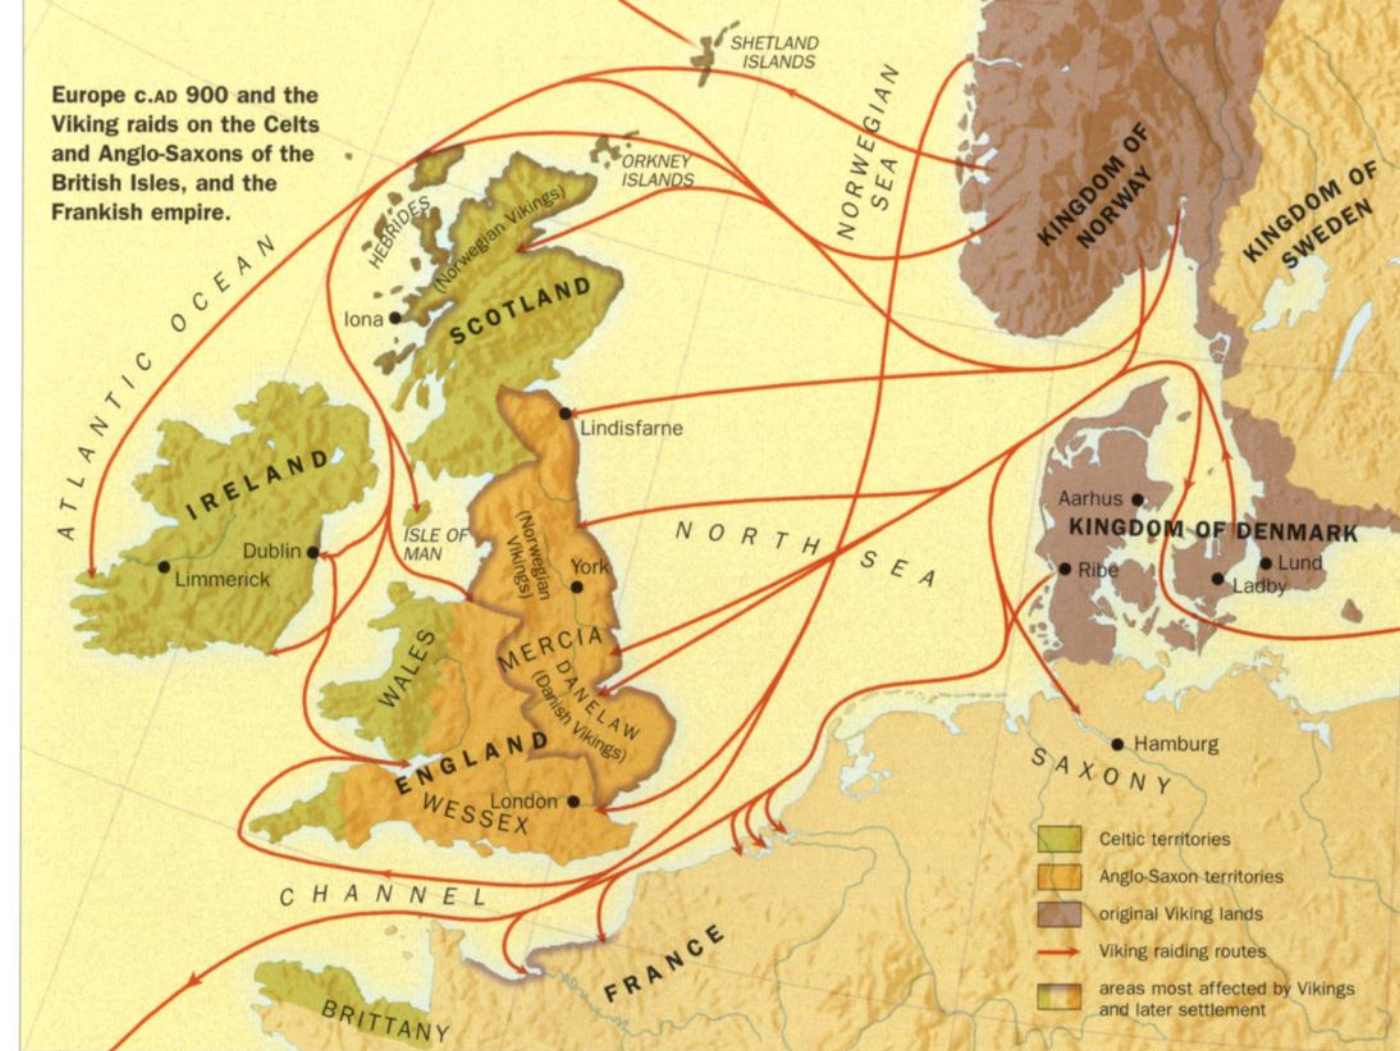 Europe c.AD 900 and the
Viking raids on the Celts
and Anglo-Saxons of the
British Isles, and the
Frankish empire.
SHETLAND
ISLANDS
ORKNEY
ISLANDS
NORWEGIAN
SEA
KINGDOM OF
NORWAY
KINGDOM OF
SWEDEN
HEBRIDES
(Norwegian Vikings)
ATLANTIC OCEAN
Iona
SCOTLAND
Lindisfarne
IRELAND
Dublin
Limmerick
ISLE OF
MAN
(Norwegian
Vikings)
York
NORTH SEA
Aarhus
KINGDOM OF DENMARK
Ribe
Lund
Ladby
WALES
MERCIA
DANELAW
(Danish Vikings)
ENGLAND
WESSEX
London
Hamburg
SAXONY
CHANNEL
FRANCE
BRITTANY
Celtic territories
Anglo-Saxon territories
original Viking lands
Viking raiding routes
areas most affected by Vikings
and later settlement